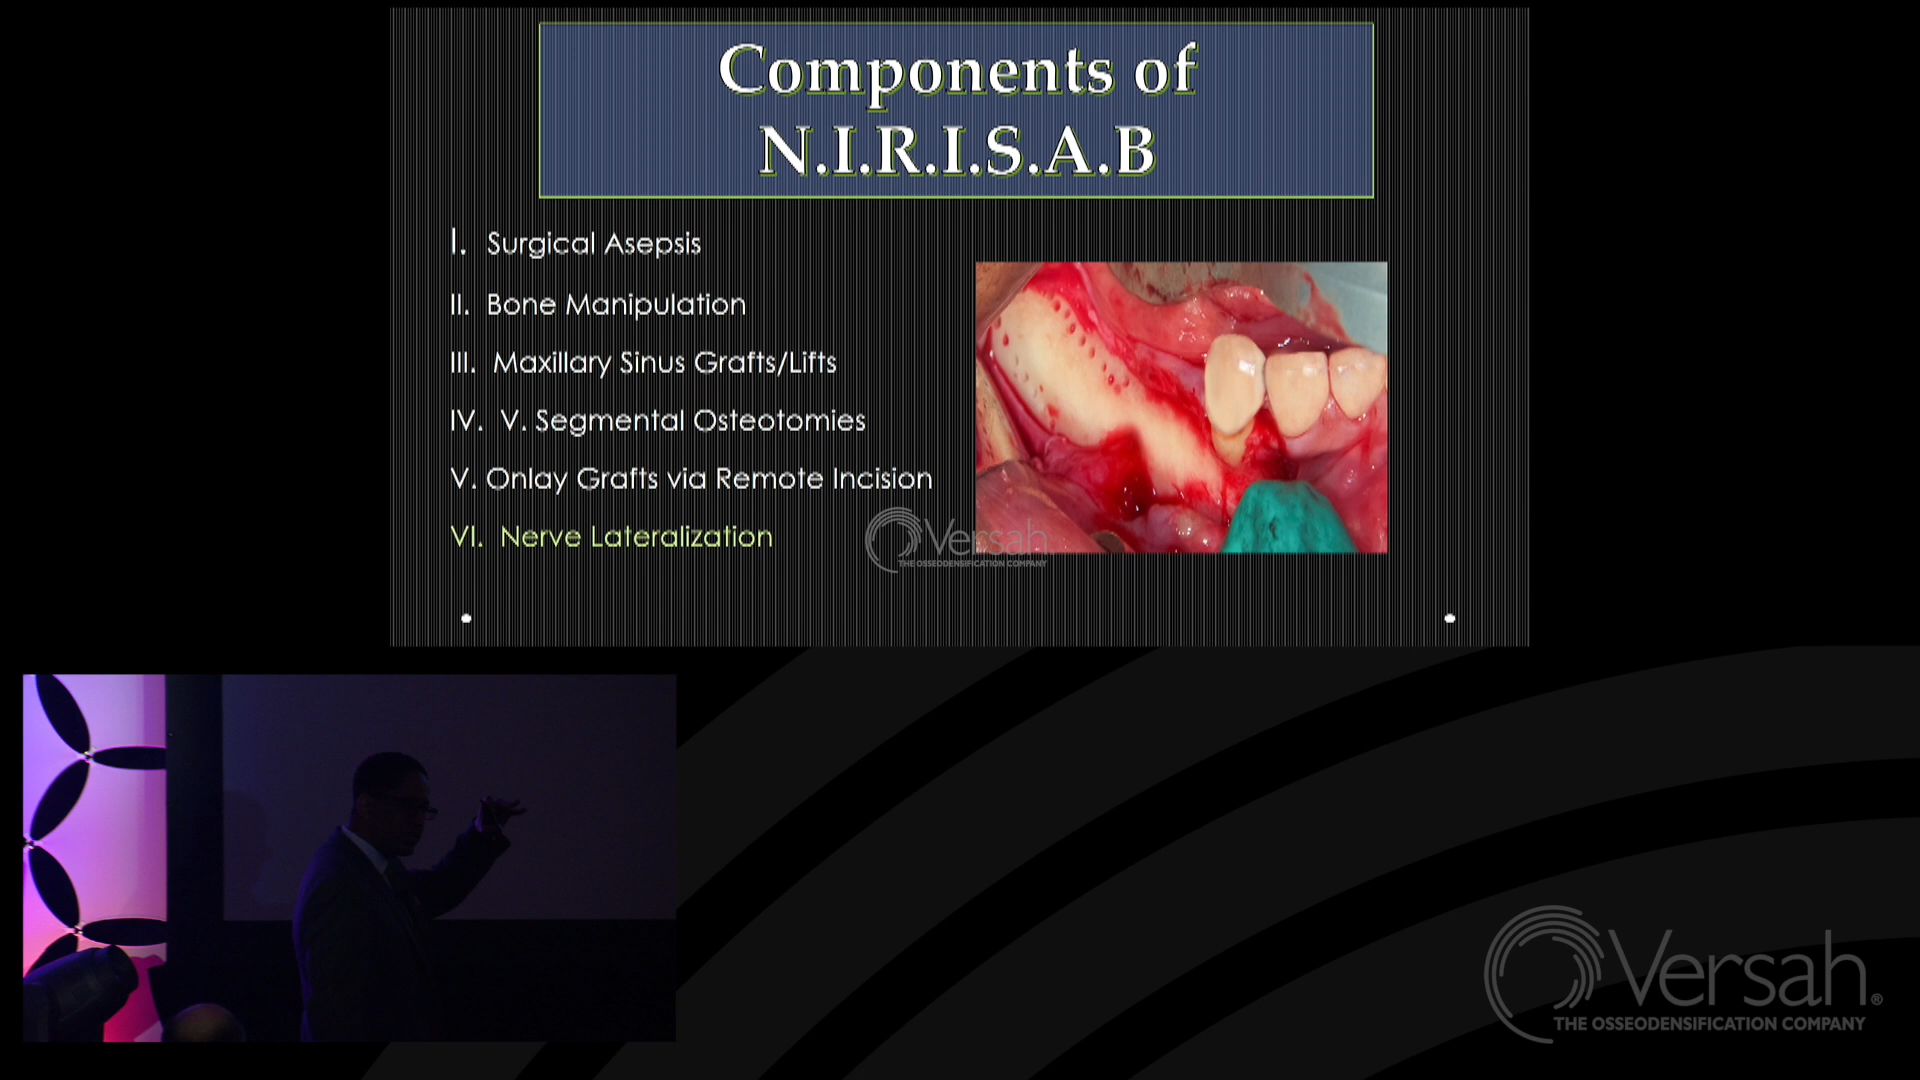 Components of
N.I.R.I.S.A.B
I. Surgical Asepsis
II. Bone Manipulation
III. Maxillary Sinus Grafts/Lifts
IV. V. Segmental Osteotomies
V. Onlay Grafts via Remote Incision
VI. Nerve Lateralization
Versah
THE OSSEODENSIFICATION COMPANY
Versah®
THE OSSEODENSIFICATION COMPANY